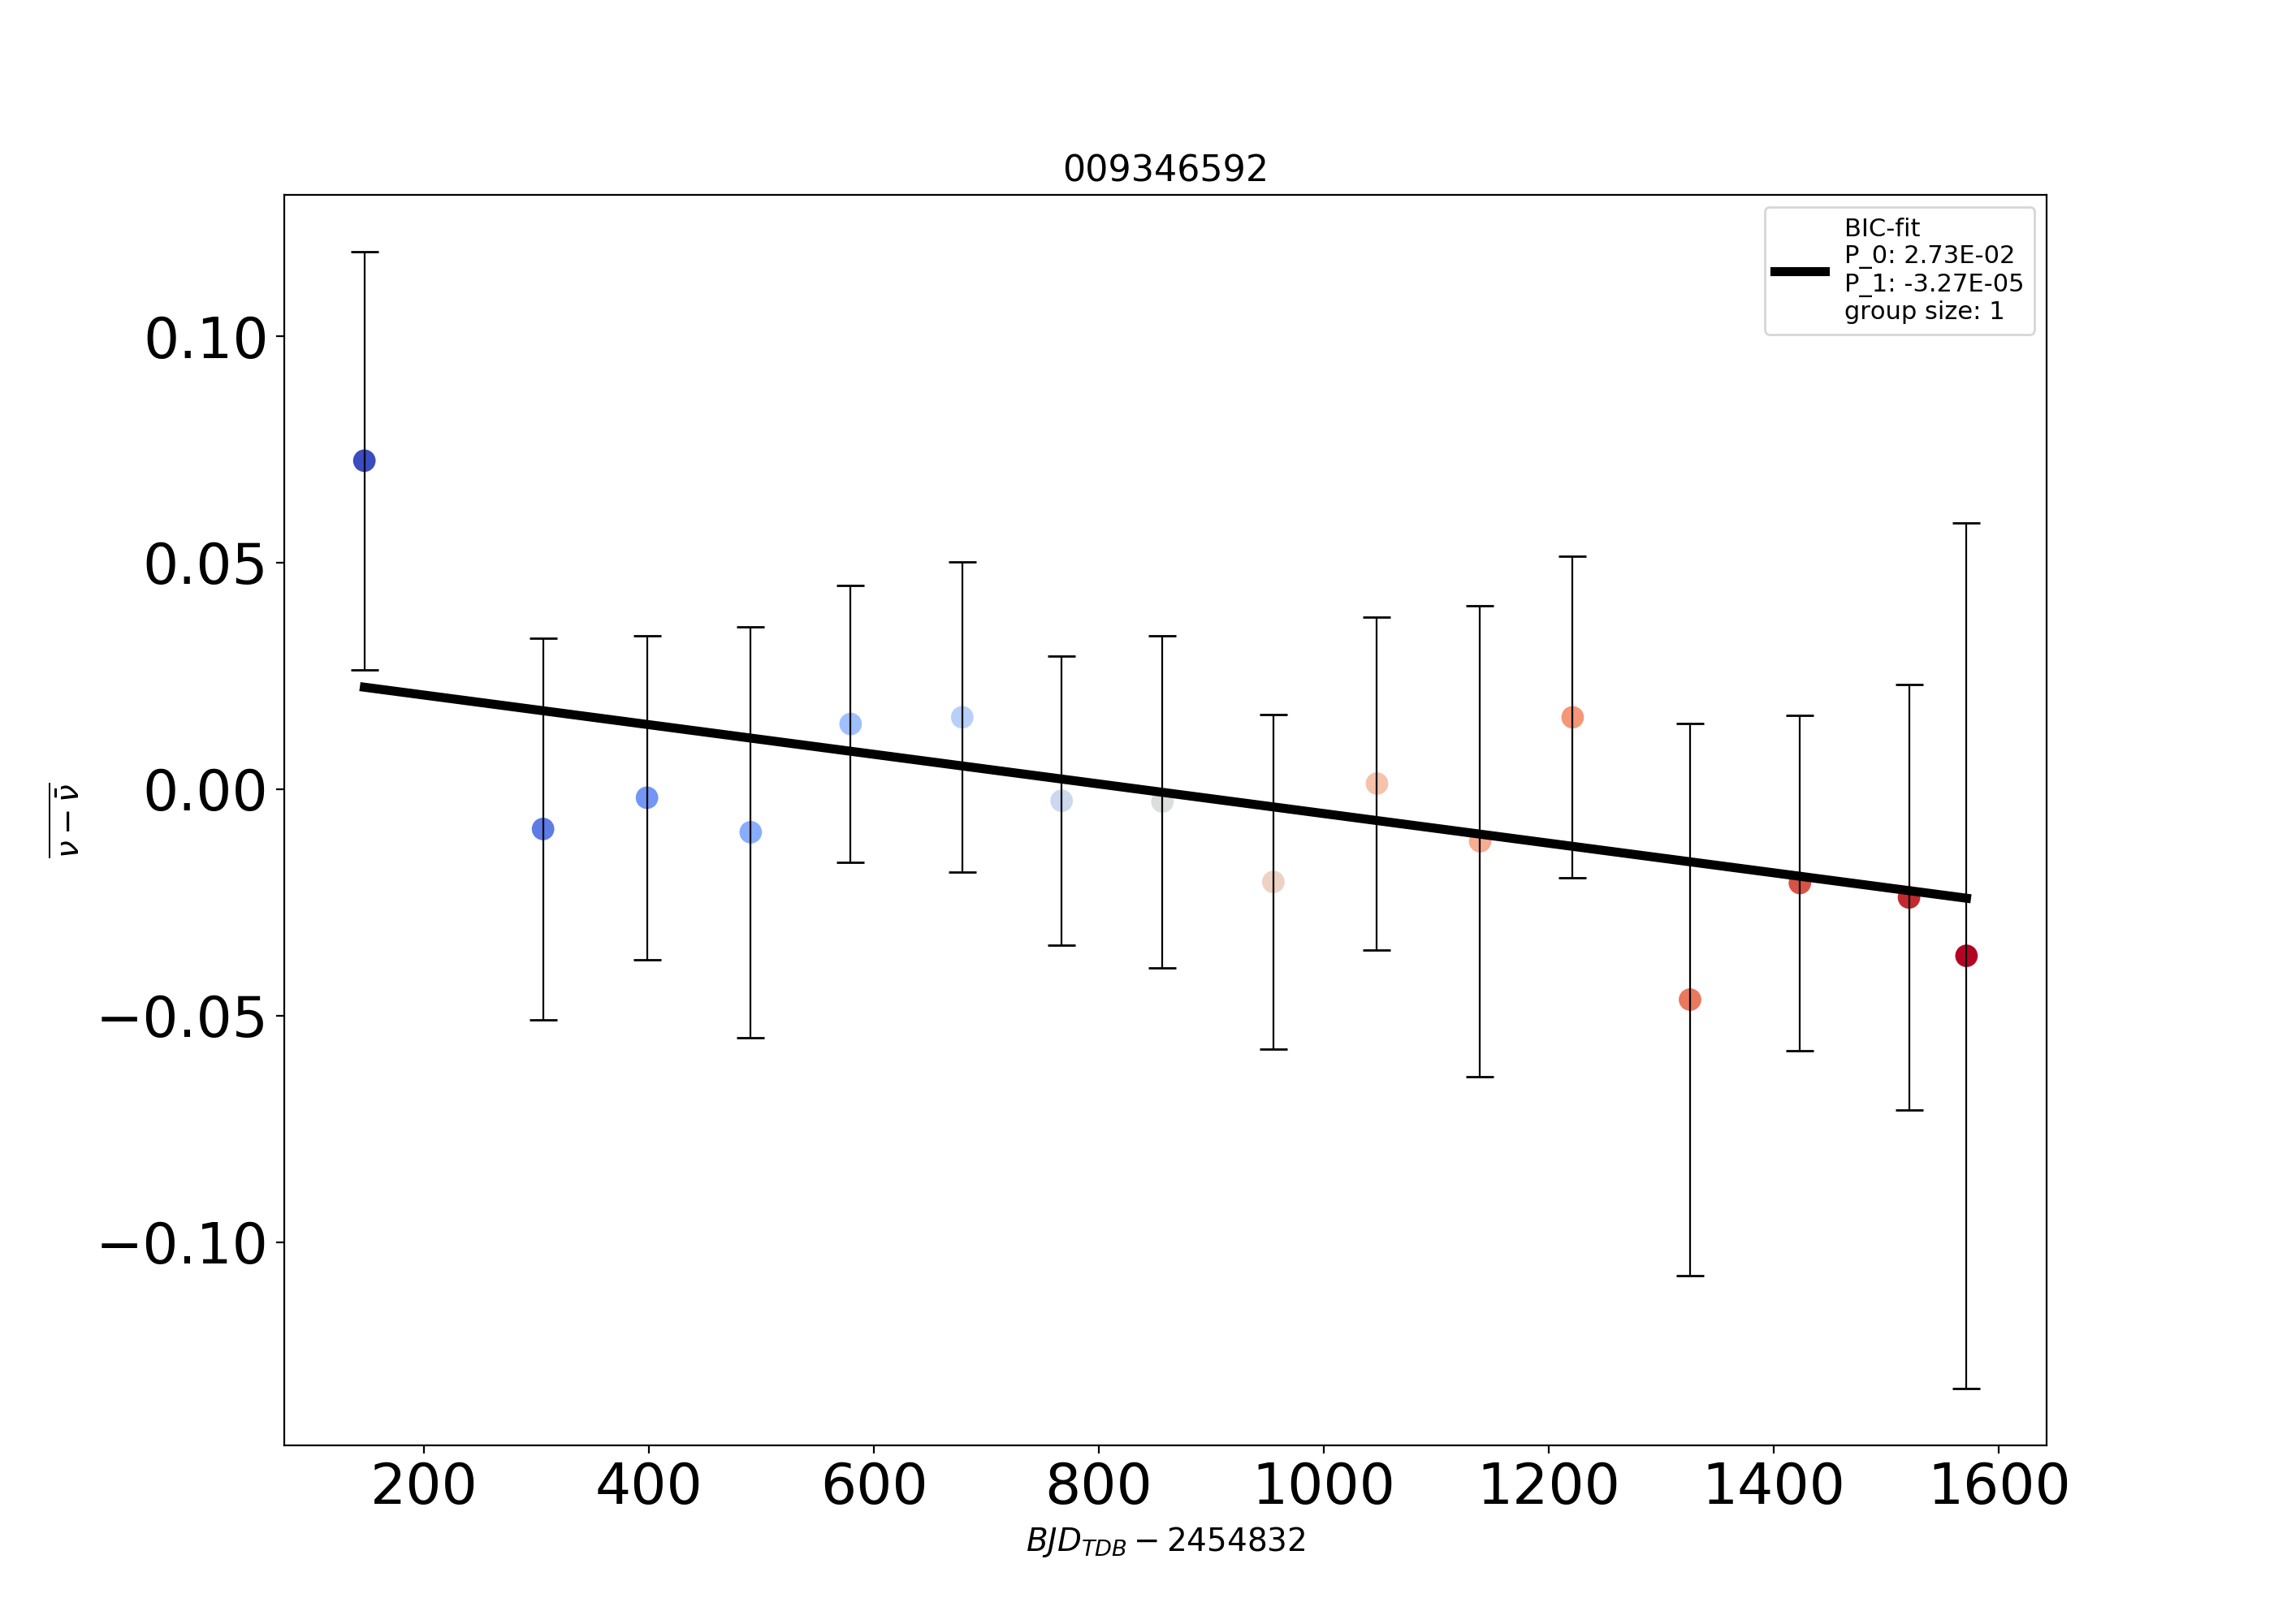 009346592
BIC-fit
P_0: 2.73E-02
P_1: -3.27E-05
group size: 1
0.10
0.05
0.00
−0.05
−0.10
ν − ν̄
200 400 600 800 1000 1200 1400 1600
BJD_TDB − 2454832